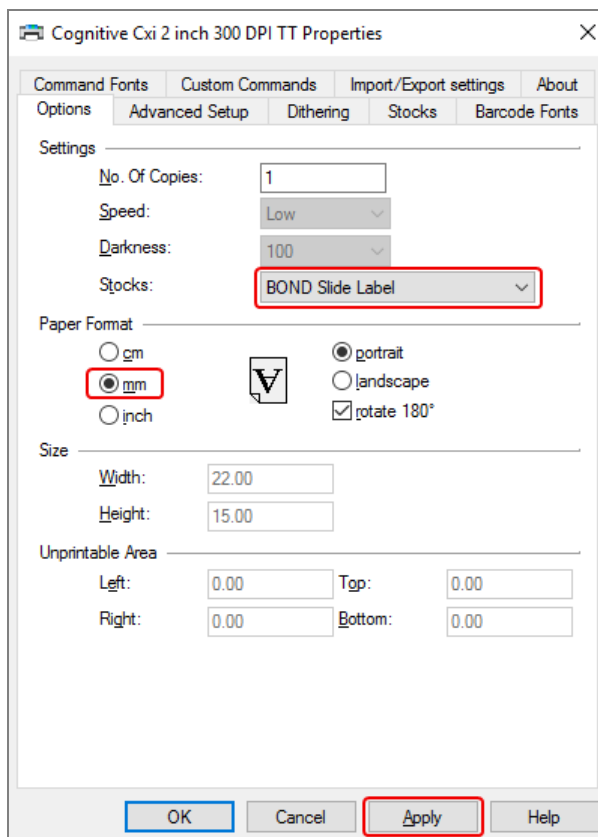 Cognitive Cxi 2 inch 300 DPI TT Properties
Command Fonts Custom Commands Import/Export settings About
Options Advanced Setup Dithering Stocks Barcode Fonts
Settings
No. Of Copies: 1
Speed: Low
Darkness: 100
Stocks: BOND Slide Label
Paper Format
cm portrait
mm landscape
inch rotate 180°
Size
Width: 22.00
Height: 15.00
Unprintable Area
Left: 0.00 Top: 0.00
Right: 0.00 Bottom: 0.00
OK Cancel Apply Help